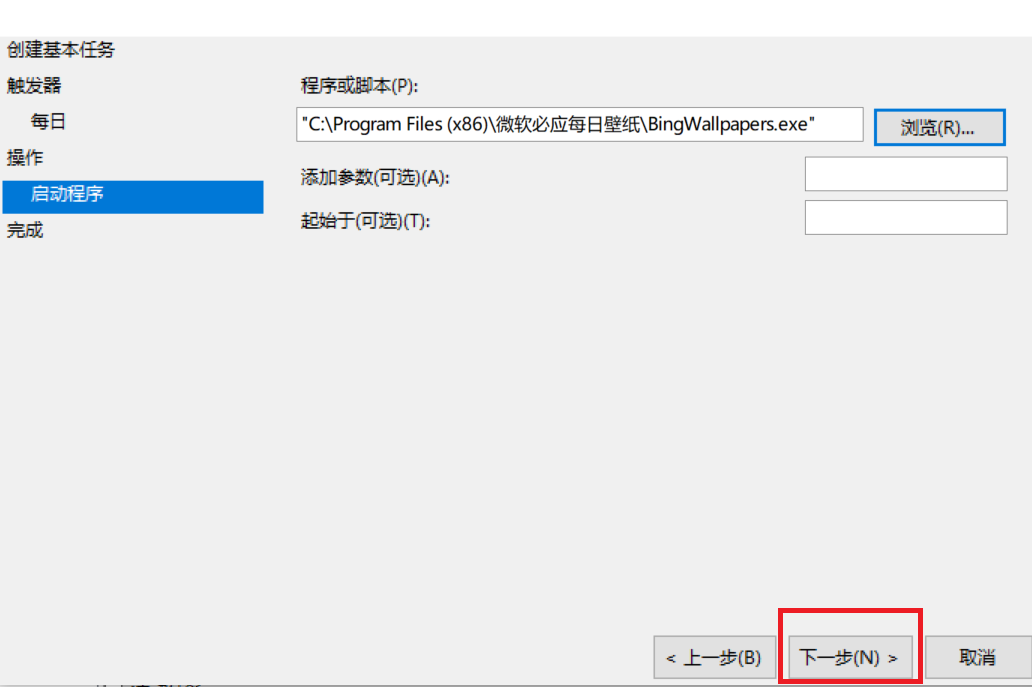 创建基本任务
触发器
程序或脚本(P):
每日
"C:\Program Files (x86)\微软必应每日壁纸\BingWallpapers.exe"
浏览(R)...
操作
添加参数(可选)(A):
启动程序
起始于(可选)(T):
完成
< 上一步(B)
下一步(N) >
取消